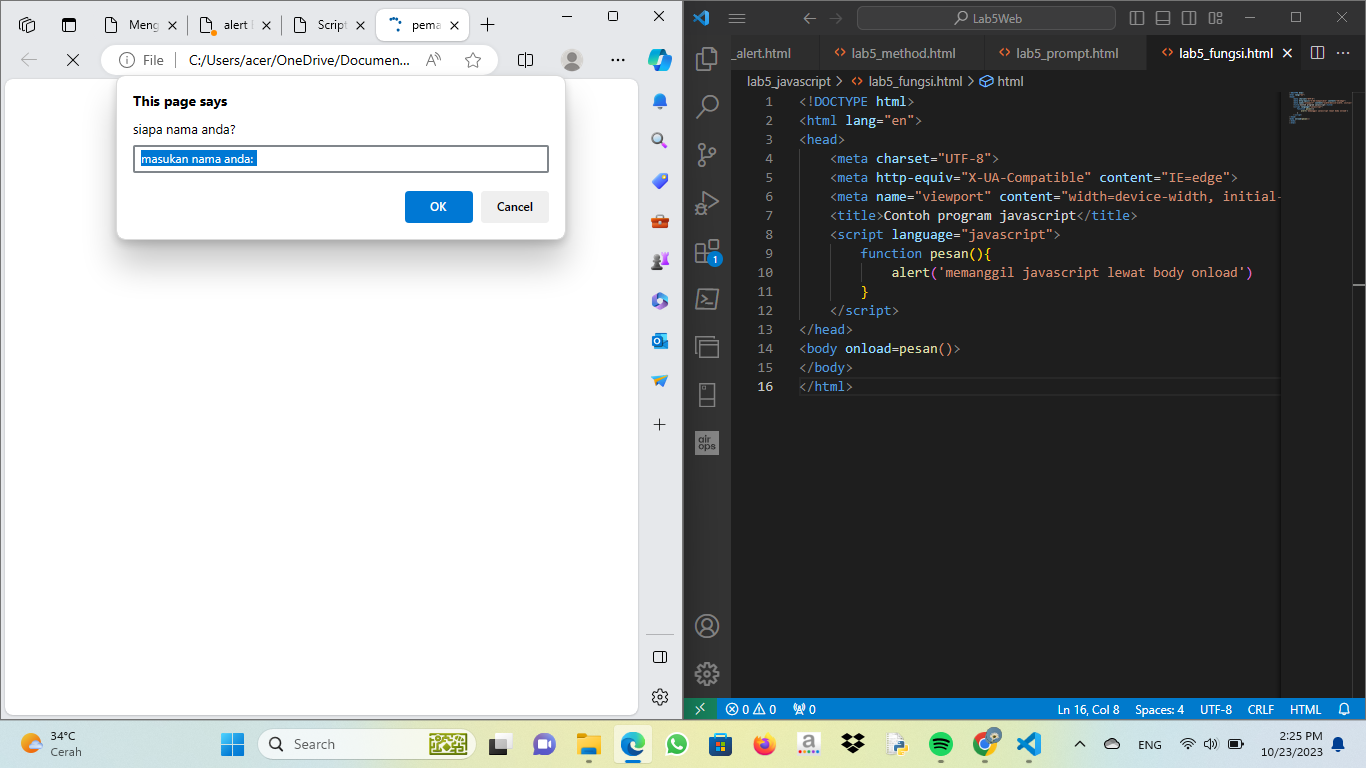 Meng
alert
Script
pema
File
C:/Users/acer/OneDrive/Documen...
This page says
siapa nama anda?
masukan nama anda:
OK
Cancel
Lab5Web
_alert.html
lab5_method.html
lab5_prompt.html
lab5_fungsi.html
lab5_javascript > lab5_fungsi.html > html
1 <!DOCTYPE html>
2 <html lang="en">
3 <head>
4 <meta charset="UTF-8">
5 <meta http-equiv="X-UA-Compatible" content="IE=edge">
6 <meta name="viewport" content="width=device-width, initial-
7 <title>Contoh program javascript</title>
8 <script language="javascript">
9 function pesan(){
10 alert('memanggil javascript lewat body onload')
11 }
12 </script>
13 </head>
14 <body onload=pesan()>
15 </body>
16 </html>
1
air
ops
0 0 0
Ln 16, Col 8
Spaces: 4
UTF-8
CRLF
HTML
34°C
Cerah
Search
a
ENG
2:25 PM
10/23/2023